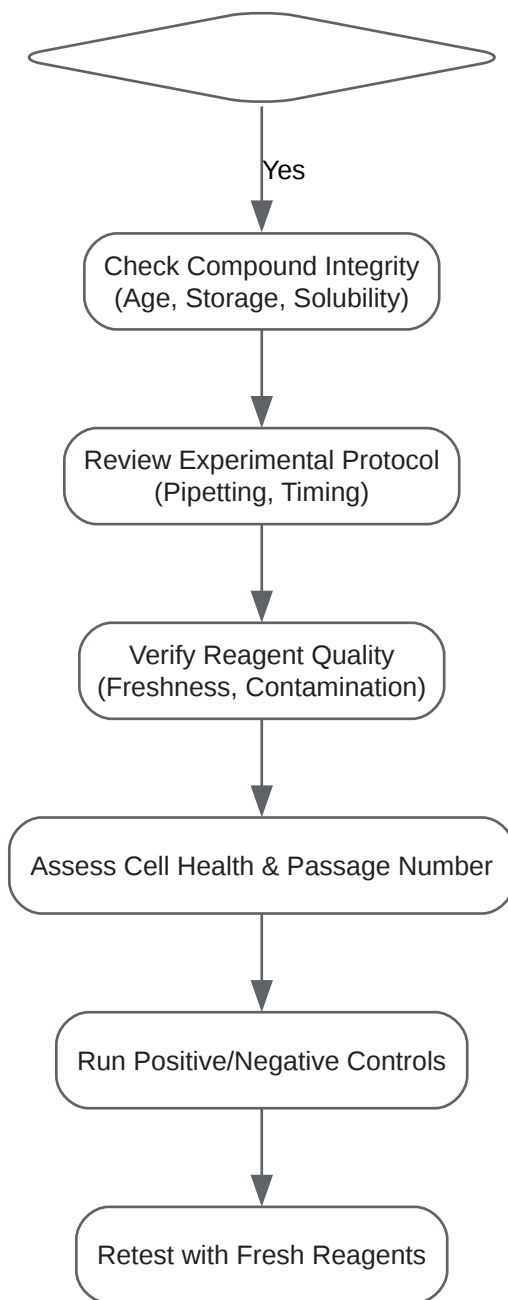 Yes
Check Compound Integrity
(Age, Storage, Solubility)
Review Experimental Protocol
(Pipetting, Timing)
Verify Reagent Quality
(Freshness, Contamination)
Assess Cell Health & Passage Number
Run Positive/Negative Controls
Retest with Fresh Reagents